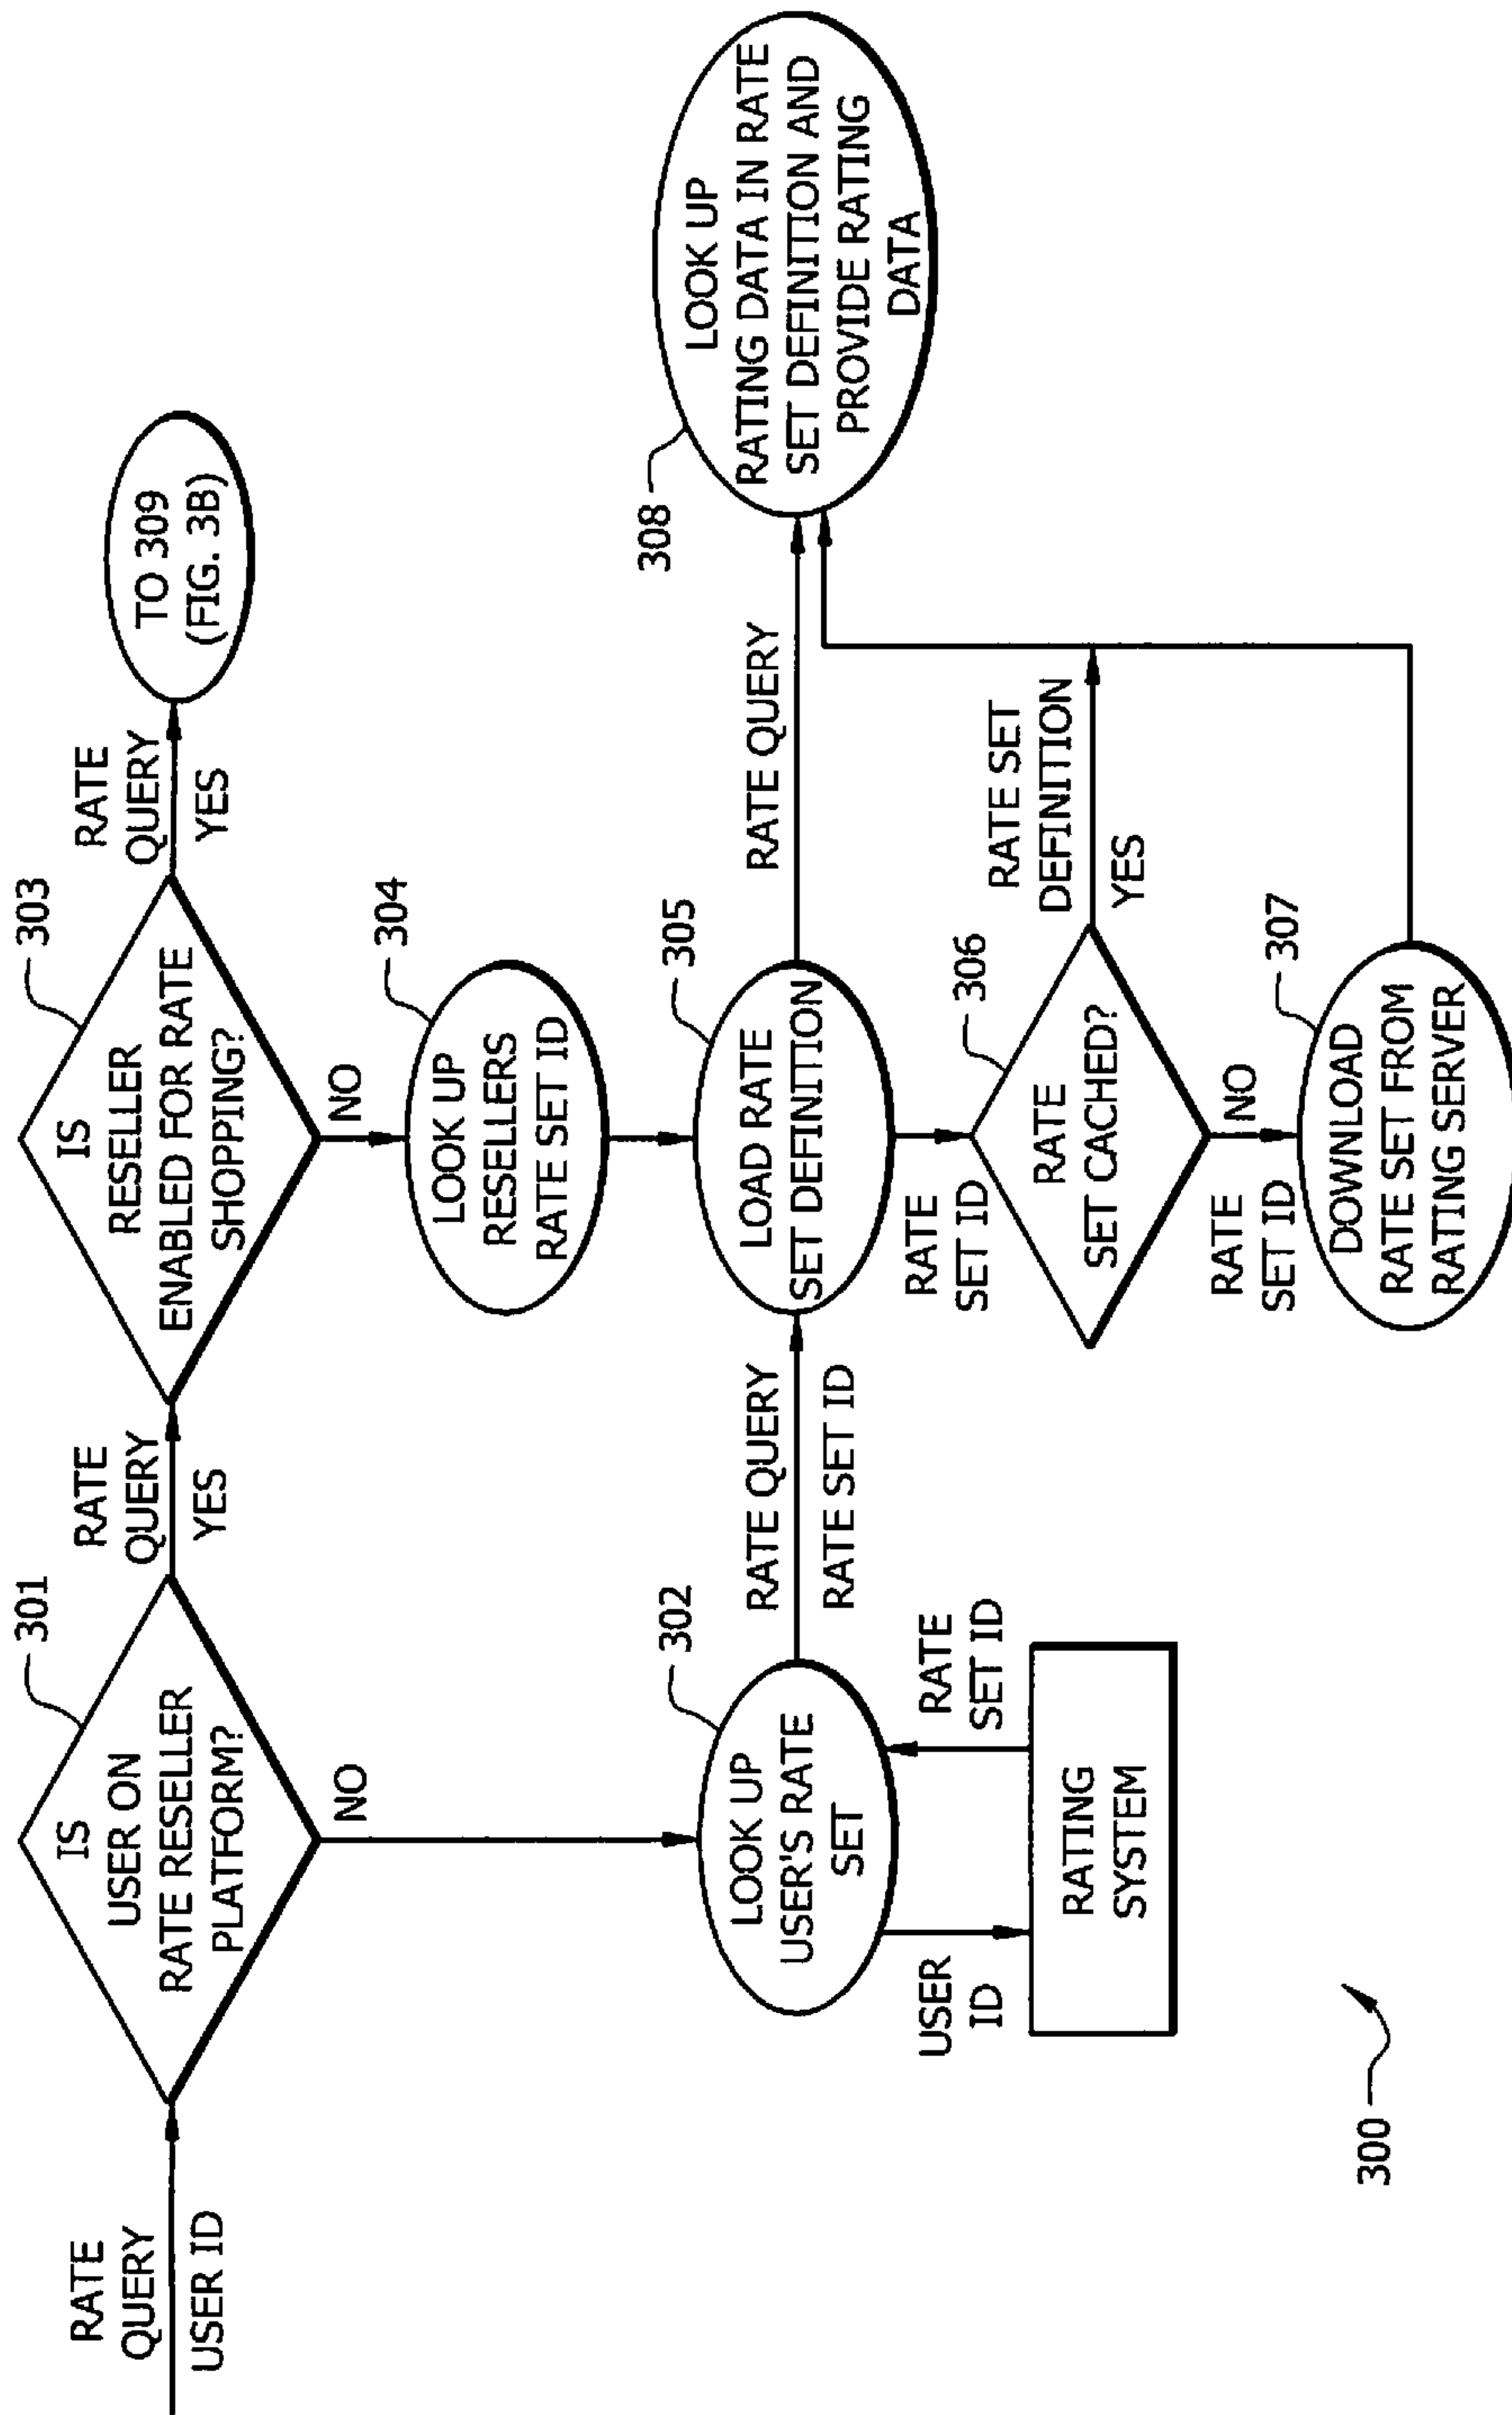 RATE
QUERY
USER ID
IS
USER ON
RATE RESELLER
PLATFORM?
301
RATE
QUERY
YES
NO
IS
RESELLER
ENABLED FOR RATE
SHOPPING?
303
RATE
QUERY
YES
NO
TO 309
(FIG. 3B)
LOOK UP
RESELLERS
RATE SET ID
304
LOOK UP
USER'S RATE
SET
302
USER
ID
RATE
SET ID
RATING
SYSTEM
RATE QUERY
RATE SET ID
LOAD RATE
SET DEFINITION
305
RATE QUERY
LOOK UP
RATING DATA IN RATE
SET DEFINITION AND
PROVIDE RATING
DATA
308
RATE
SET ID
RATE
SET CACHED?
306
RATE SET
DEFINITION
YES
RATE
SET ID
NO
DOWNLOAD
RATE SET FROM
RATING SERVER
307
300